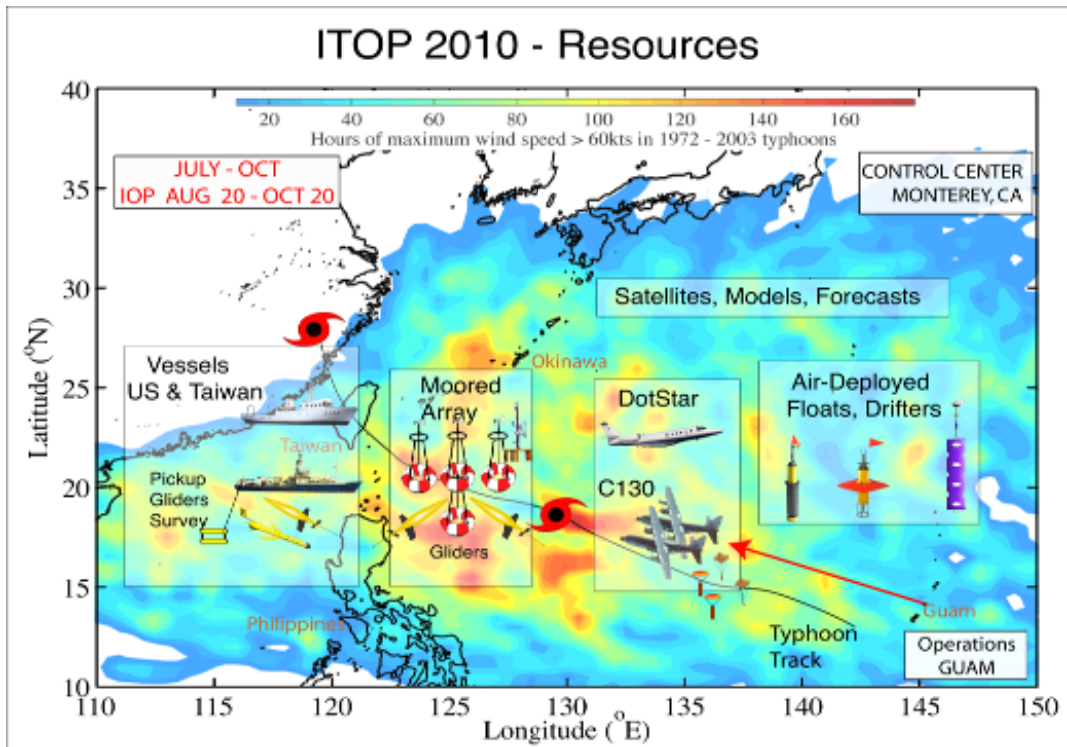 ITOP 2010 - Resources
40
35
30
25
20
15
10
Latitude (°N)
20 40 60 80 100 120 140 160
Hours of maximum wind speed > 60kts in 1972 - 2003 typhoons
JULY - OCT
IOP AUG 20 - OCT 20
CONTROL CENTER
MONTEREY, CA
Satellites, Models, Forecasts
Vessels
US & Taiwan
Taiwan
Pickup
Gliders
Survey
Moored
Array
Gliders
Okinawa
DotStar
C130
Air-Deployed
Floats, Drifters
Philippines
Guam
Typhoon
Track
Operations
GUAM
110 115 120 125 130 135 140 145 150
Longitude (°E)